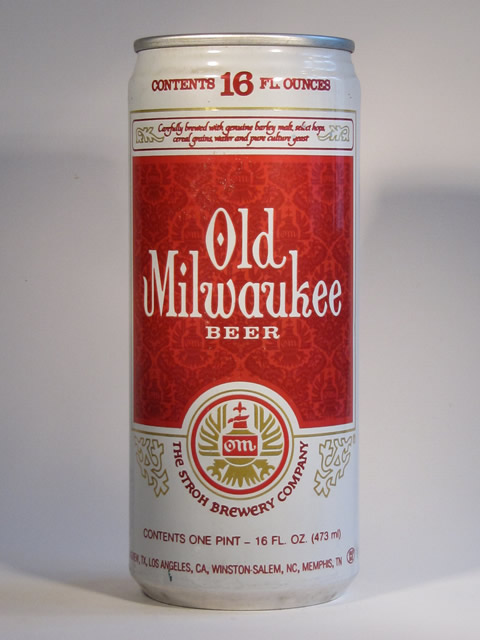 CONTENTS 16 FL. OUNCES
Carefully brewed with genuine barley malt, select hops,
cereal grains, water and pure culture yeast
Old
Milwaukee
BEER
om
THE STROH BREWERY COMPANY
CONTENTS ONE PINT – 16 FL. OZ. (473 ml)
TX, LOS ANGELES, CA, WINSTON-SALEM, NC, MEMPHIS, TN